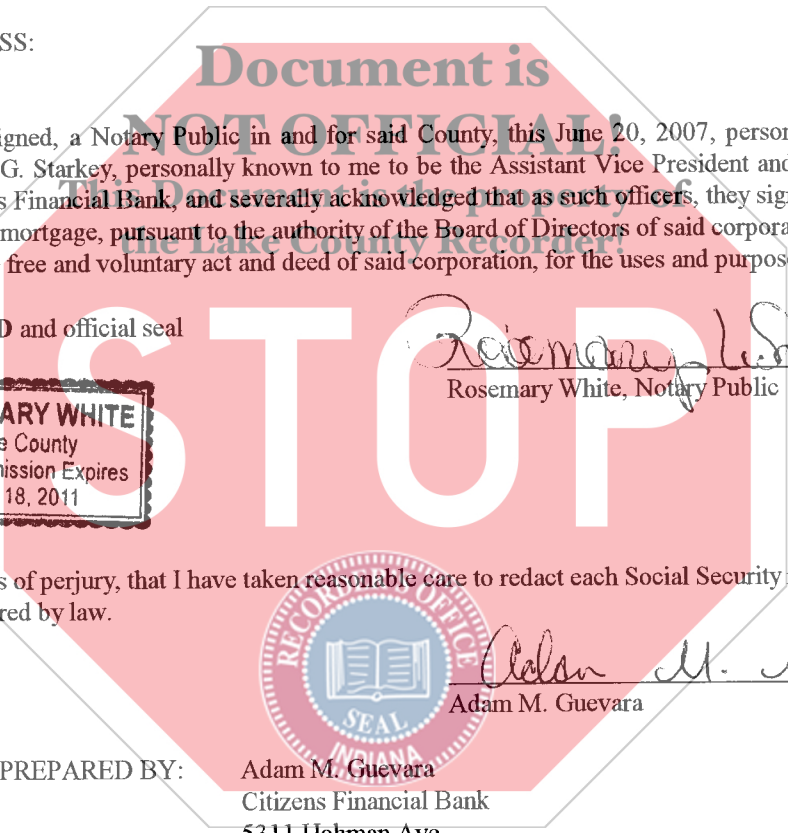 SS:
Document is
NOT OFFICIAL!
igned, a Notary Public in and for said County, this June 20, 2007, person
G. Starkey, personally known to me to be the Assistant Vice President and
This Document is the property of
s Financial Bank, and severally acknowledged that as such officers, they sig
mortgage, pursuant to the authority of the Board of Directors of said corpora
the Lake County Recorder!
free and voluntary act and deed of said corporation, for the uses and purpos
D and official seal
STOP
Rosemary
Rosemary White, Notary Public
ARY WHITE
e County
ission Expires
18, 2011
s of perjury, that I have taken reasonable care to redact each Social Security
red by law.
RECORDER'S OFFICE
SEAL
INDIANA
Adam M.
Adam M. Guevara
PREPARED BY: Adam M. Guevara
Citizens Financial Bank
5311 Hohman Ave